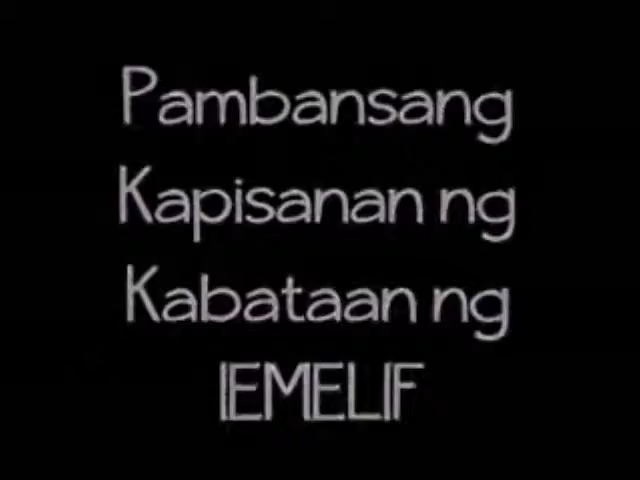 Pambansang
Kapisanan ng
Kabataan ng
IEMELIF